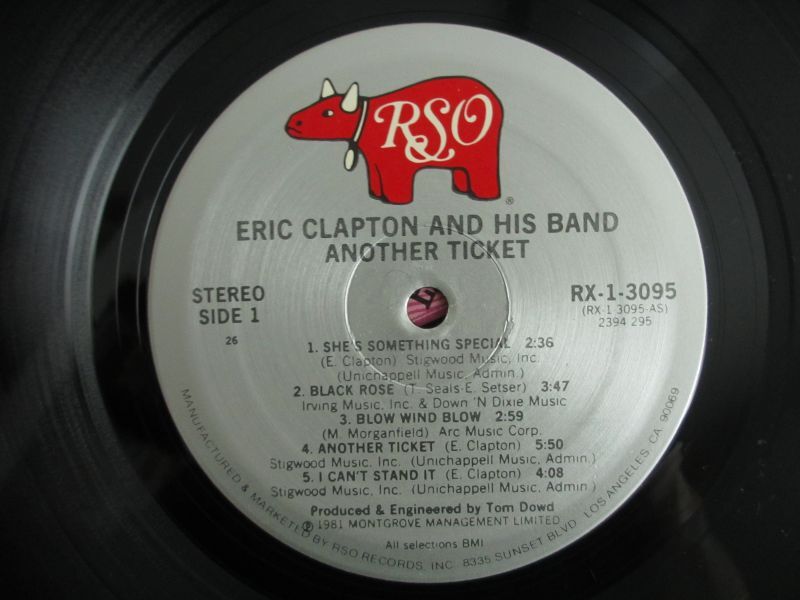 RSO
®
ERIC CLAPTON AND HIS BAND
ANOTHER TICKET
STEREO
SIDE 1
26
RX-1-3095
(RX 1 3095-AS)
2394 295
1. SHE'S SOMETHING SPECIAL 2:36
(E. Clapton) Stigwood Music, Inc.
(Unichappell Music, Admin.)
2. BLACK ROSE (T. Seals-E. Setser) 3:47
Irving Music, Inc. & Down 'N Dixie Music
3. BLOW WIND BLOW 2:59
(M. Morganfield) Arc Music Corp.
4. ANOTHER TICKET (E. Clapton) 5:50
Stigwood Music, Inc. (Unichappell Music, Admin.)
5. I CAN'T STAND IT (E. Clapton) 4:08
Stigwood Music, Inc. (Unichappell Music, Admin.)
Produced & Engineered by Tom Dowd
℗ 1981 MONTGROVE MANAGEMENT LIMITED
All selections BMI
MANUFACTURED & MARKETED BY RSO RECORDS, INC. 8335 SUNSET BLVD. LOS ANGELES, CA. 90069